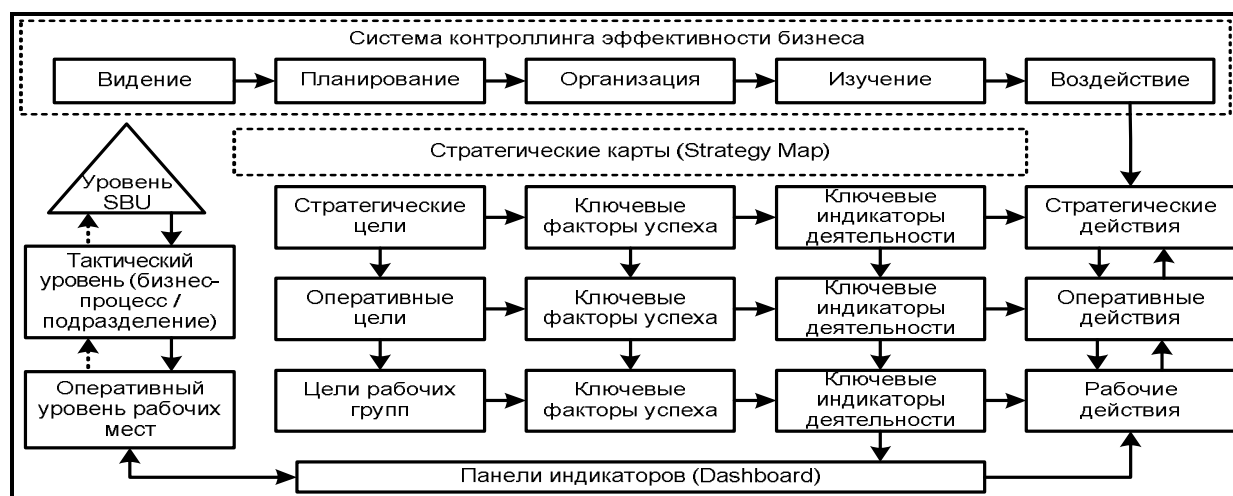 Система контроллинга эффективности бизнеса
Видение
Планирование
Организация
Изучение
Воздействие
Стратегические карты (Strategy Map)
Уровень
SBU
Стратегические
цели
Ключевые
факторы успеха
Ключевые
индикаторы
деятельности
Стратегические
действия
Тактический
уровень (бизнес-
процесс /
подразделение)
Оперативные
цели
Ключевые
факторы успеха
Ключевые
индикаторы
деятельности
Оперативные
действия
Оперативный
уровень рабочих
мест
Цели рабочих
групп
Ключевые
факторы успеха
Ключевые
индикаторы
деятельности
Рабочие
действия
Панели индикаторов (Dashboard)